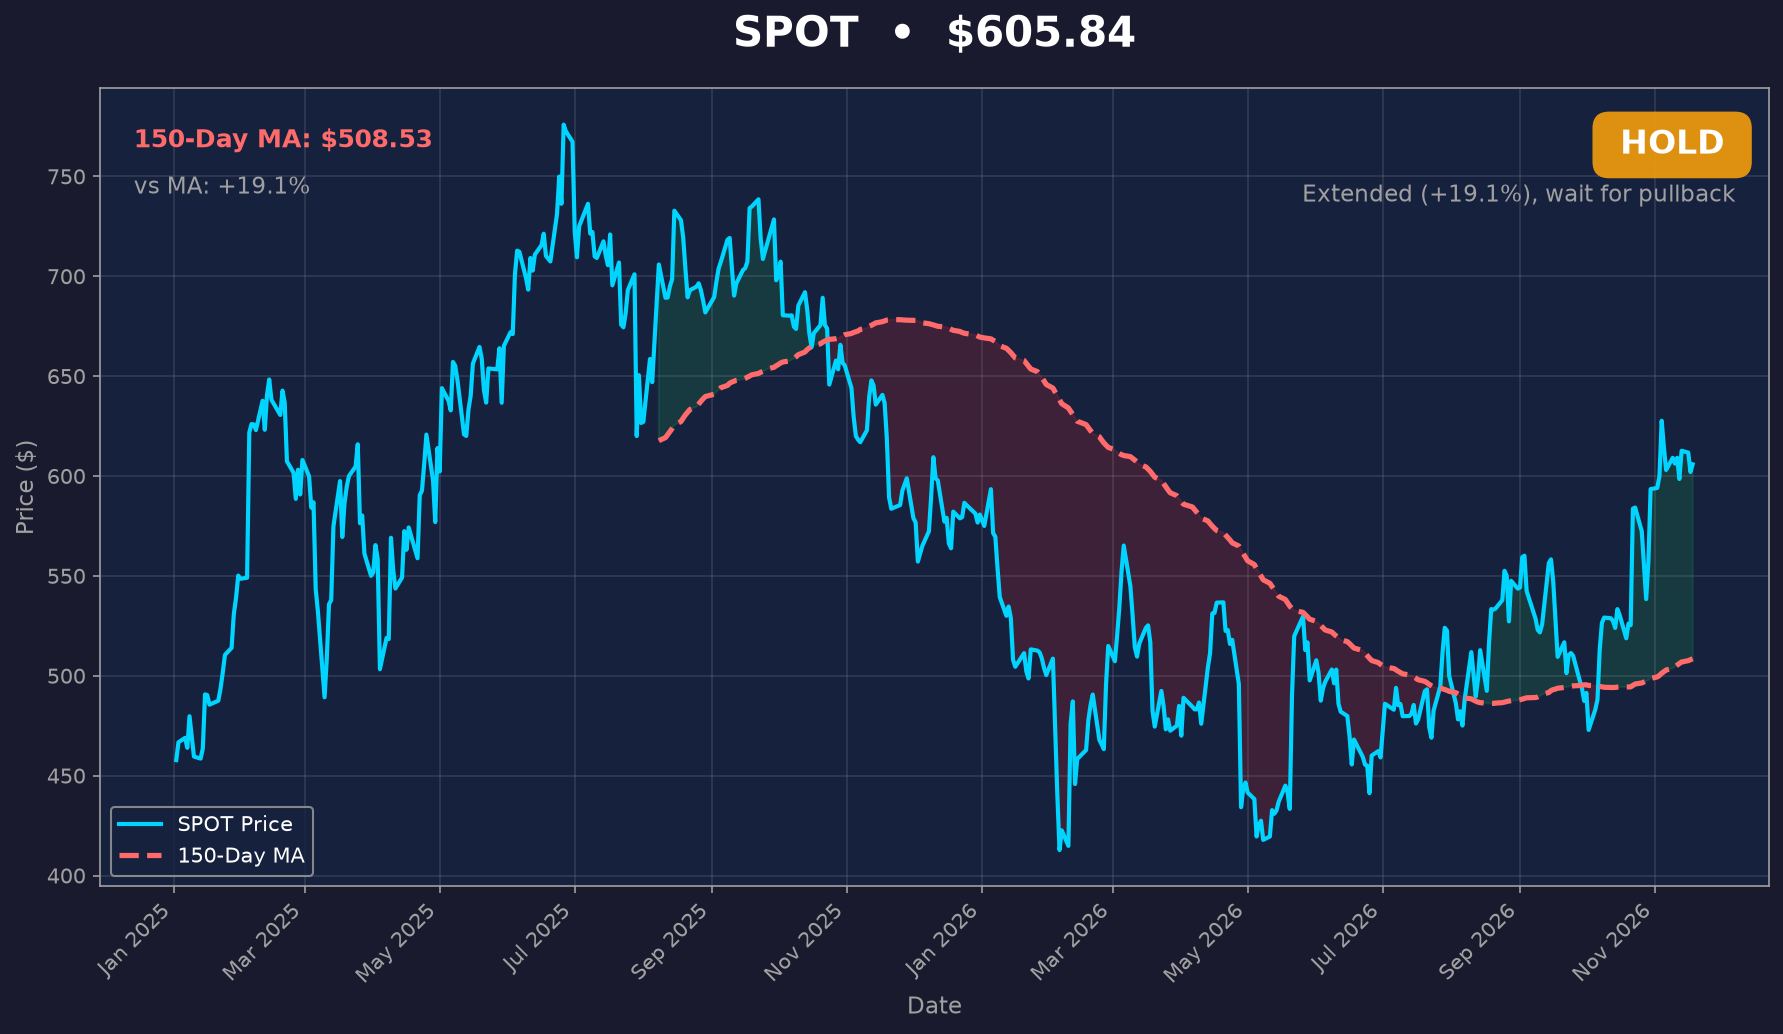 SPOT • $605.84
150-Day MA: $508.53
vs MA: +19.1%
HOLD
Extended (+19.1%), wait for pullback
Price ($)
750
700
650
600
550
500
450
400
SPOT Price
150-Day MA
Jan 2025
Mar 2025
May 2025
Jul 2025
Sep 2025
Nov 2025
Jan 2026
Mar 2026
May 2026
Jul 2026
Sep 2026
Nov 2026
Date